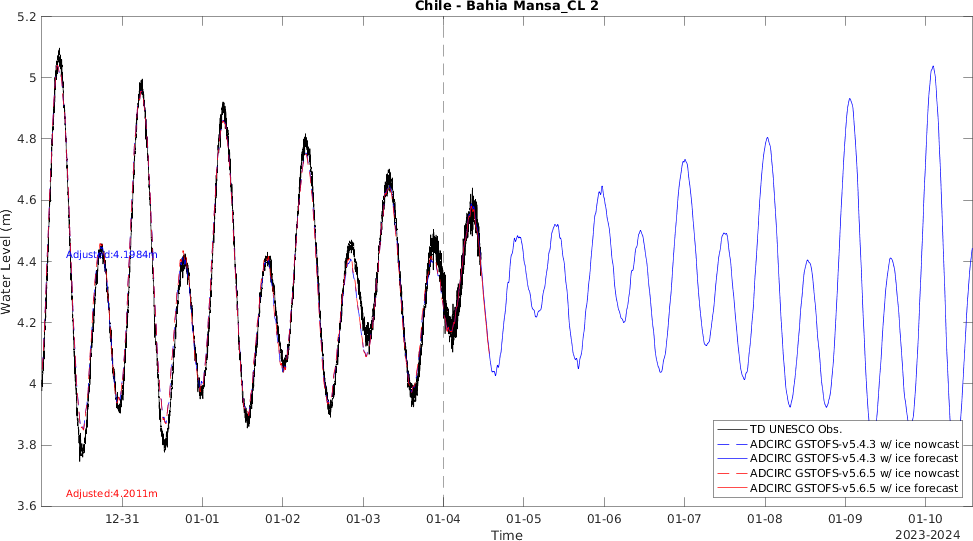 Chile - Bahia Mansa_CL 2
5.2
5
4.8
4.6
4.4
4.2
4
3.8
3.6
Water Level (m)
Adjusted:4.1984m
Adjusted:4.2011m
TD UNESCO Obs.
ADCIRC GSTOFS-v5.4.3 w/ ice nowcast
ADCIRC GSTOFS-v5.4.3 w/ ice forecast
ADCIRC GSTOFS-v5.6.5 w/ ice nowcast
ADCIRC GSTOFS-v5.6.5 w/ ice forecast
12-31 01-01 01-02 01-03 01-04 01-05 01-06 01-07 01-08 01-09 01-10
Time 2023-2024